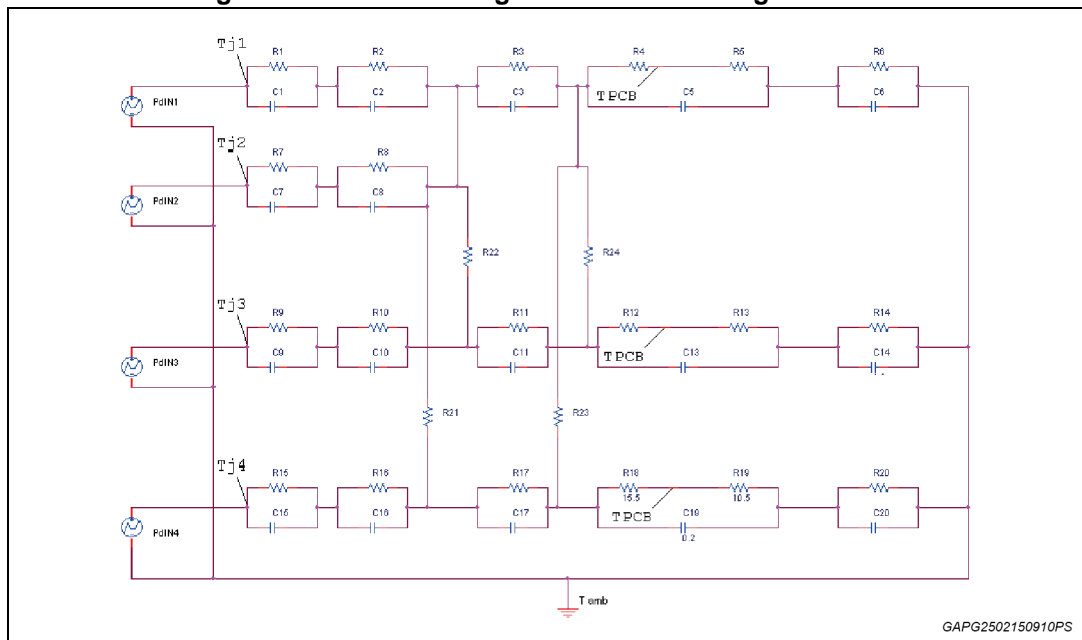 Tj1
R1 R2 R3 R4 R5 R6
C1 C2 C3 TPCB C5 C6
PdIN1
Tj2
R7 R8
C7 C8
PdIN2
R22 R24
Tj3
R9 R10 R11 R12 R13 R14
C9 C10 C11 TPCB C13 C14
PdIN3
R21 R23
Tj4
R15 R16 R17 R18 R19 R20
15.5 10.5
C15 C16 C17 TPCB C19 C20
0.2
PdIN4
T amb
GAPG2502150910PS